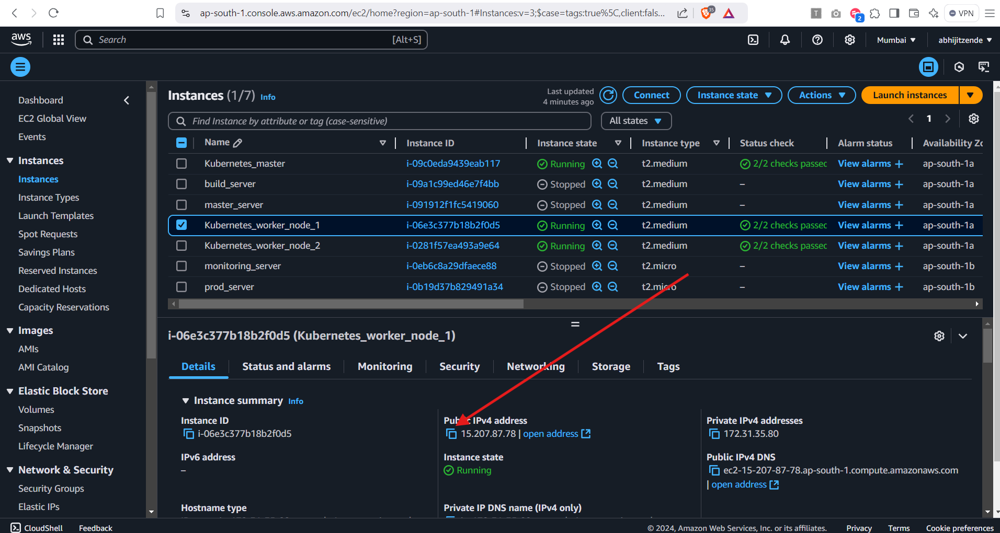 ap-south-1.console.aws.amazon.com/ec2/home?region=ap-south-1#Instances:v=3;$case=tags:true%5C,client:fals...
35
T
2
VPN
aws
Search
[Alt+S]
Mumbai
abhijitzende
Dashboard
EC2 Global View
Events
Instances
Instances
Instance Types
Launch Templates
Spot Requests
Savings Plans
Reserved Instances
Dedicated Hosts
Capacity Reservations
Images
AMIs
AMI Catalog
Elastic Block Store
Volumes
Snapshots
Lifecycle Manager
Network & Security
Security Groups
Elastic IPs
Instances (1/7) Info
Last updated
4 minutes ago
Connect
Instance state
Actions
Launch instances
Find Instance by attribute or tag (case-sensitive)
All states
1
Name Instance ID Instance state Instance type Status check Alarm status Availability Zo
Kubernetes_master i-09c0eda9439eab117 Running t2.medium 2/2 checks passed View alarms + ap-south-1a
build_server i-09a1c99ed46e7f4bb Stopped t2.medium – View alarms + ap-south-1a
master_server i-091912f1fc5419060 Stopped t2.medium – View alarms + ap-south-1a
Kubernetes_worker_node_1 i-06e3c377b18b2f0d5 Running t2.medium 2/2 checks passed View alarms + ap-south-1a
Kubernetes_worker_node_2 i-0281f57ea493a9e64 Running t2.medium 2/2 checks passed View alarms + ap-south-1a
monitoring_server i-0eb6c8a29dfaece88 Stopped t2.micro – View alarms + ap-south-1b
prod_server i-0b19d37b829491a34 Stopped t2.micro – View alarms + ap-south-1b
i-06e3c377b18b2f0d5 (Kubernetes_worker_node_1)
Details
Status and alarms
Monitoring
Security
Networking
Storage
Tags
Instance summary Info
Instance ID
i-06e3c377b18b2f0d5
Public IPv4 address
15.207.87.78 | open address
Private IPv4 addresses
172.31.35.80
IPv6 address
–
Instance state
Running
Public IPv4 DNS
ec2-15-207-87-78.ap-south-1.compute.amazonaws.com
| open address
Hostname type
Private IP DNS name (IPv4 only)
CloudShell
Feedback
© 2024, Amazon Web Services, Inc. or its affiliates.
Privacy
Terms
Cookie preferences